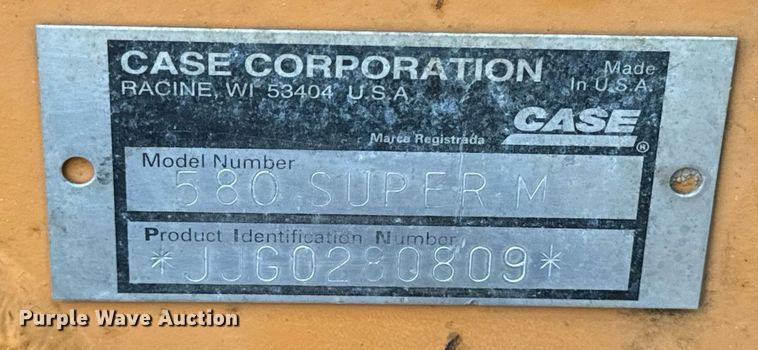 CASE CORPORATION
RACINE, WI 53404 U.S.A.
Made
In U.S.A.
CASE
®
Marca Registrada
Model Number
580 SUPER M
Product Identification Number
*JJG0280809*
Purple Wave Auction